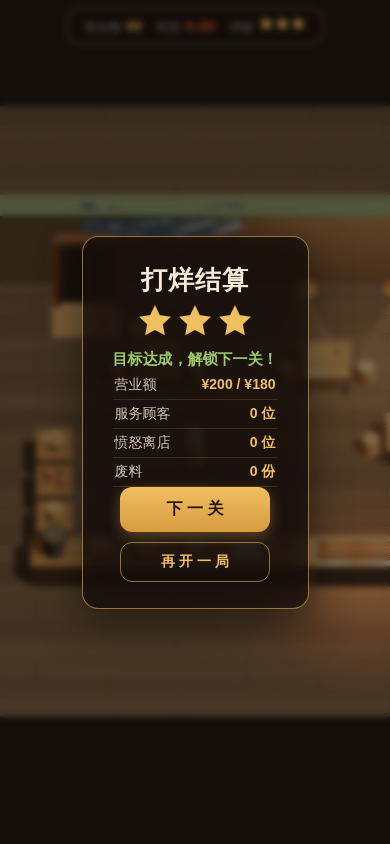 打烊结算
目标达成，解锁下一关！
营业额 ¥200 / ¥180
服务顾客 0 位
愤怒离店 0 位
废料 0 份
下一关
再开一局